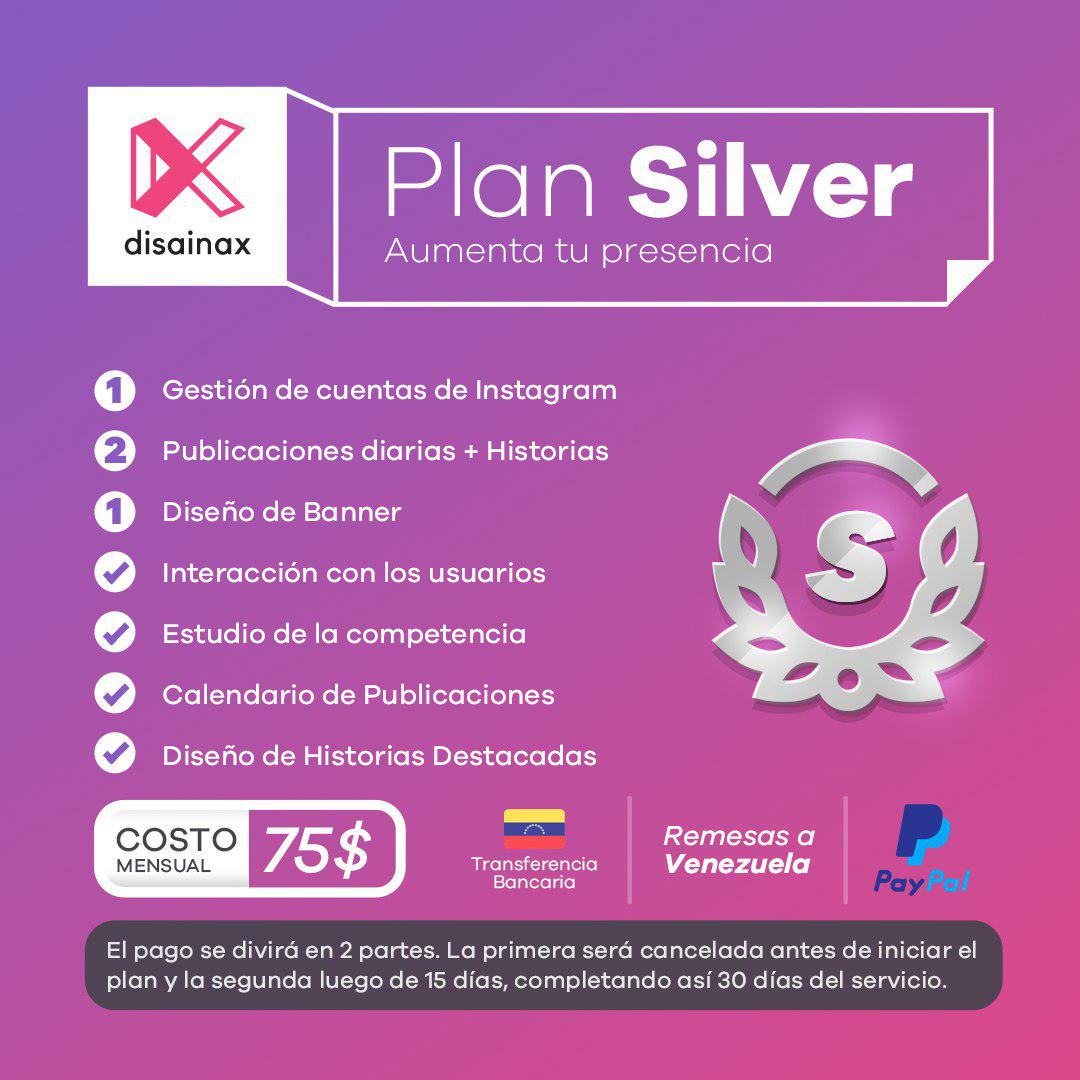 disainax
Plan Silver
Aumenta tu presencia
1 Gestión de cuentas de Instagram
2 Publicaciones diarias + Historias
1 Diseño de Banner
Interacción con los usuarios
Estudio de la competencia
Calendario de Publicaciones
Diseño de Historias Destacadas
S
COSTO
MENSUAL
75$
Transferencia
Bancaria
Remesas a
Venezuela
PayPal
El pago se divirá en 2 partes. La primera será cancelada antes de iniciar el
plan y la segunda luego de 15 días, completando así 30 días del servicio.